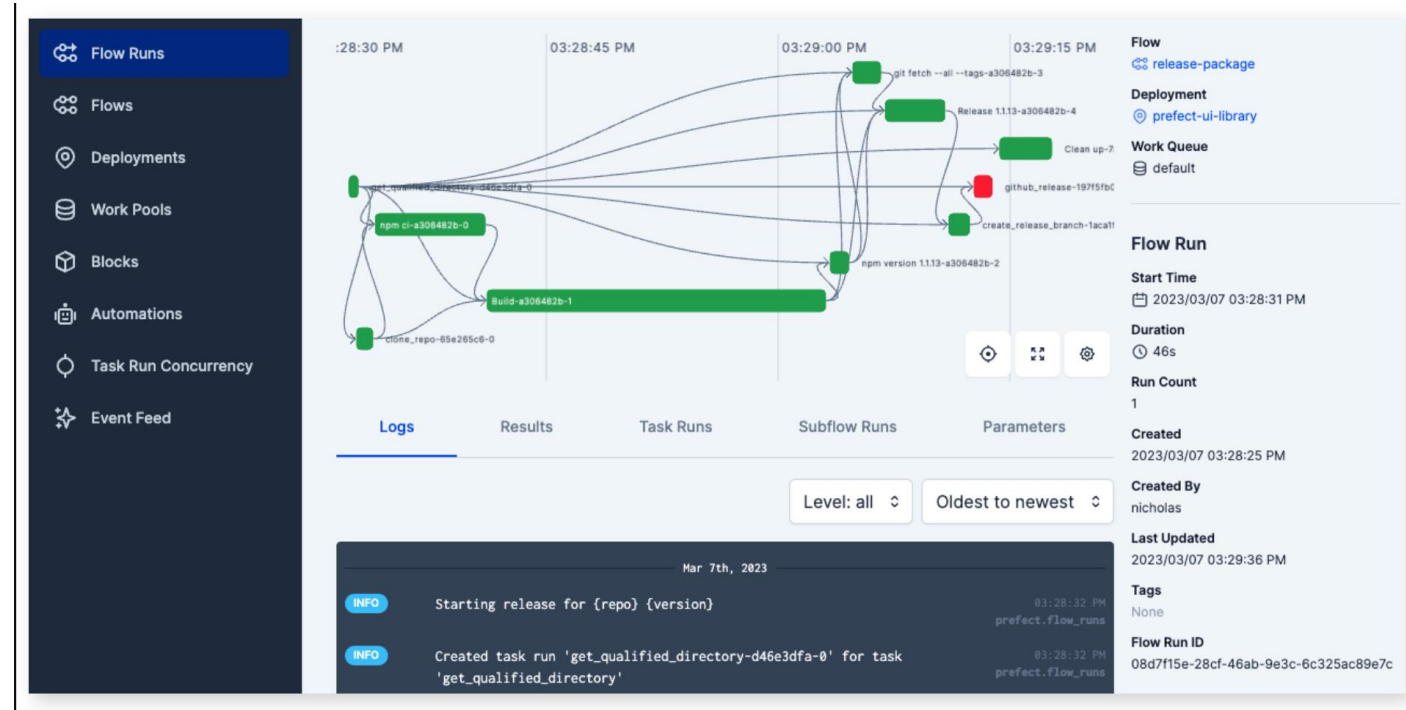 Flow Runs
Flows
Deployments
Work Pools
Blocks
Automations
Task Run Concurrency
Event Feed
:28:30 PM
03:28:45 PM
03:29:00 PM
03:29:15 PM
git fetch --all --tags-a306482b-3
Release 1.1.13-a306482b-4
Clean up-7
get_qualified_directory-d46e3dfa-0
github_release-197f5fb0
npm ci-a306482b-0
create_release_branch-1aca1f
npm version 1.1.13-a306482b-2
Build-a306482b-1
clone_repo-65e265c6-0
Logs
Results
Task Runs
Subflow Runs
Parameters
Level: all
Oldest to newest
Mar 7th, 2023
INFO
Starting release for {repo} {version}
03:28:32 PM
prefect.flow_runs
INFO
Created task run 'get_qualified_directory-d46e3dfa-0' for task
'get_qualified_directory'
03:28:32 PM
prefect.flow_runs
Flow
release-package
Deployment
prefect-ui-library
Work Queue
default
Flow Run
Start Time
2023/03/07 03:28:31 PM
Duration
46s
Run Count
1
Created
2023/03/07 03:28:25 PM
Created By
nicholas
Last Updated
2023/03/07 03:29:36 PM
Tags
None
Flow Run ID
08d7f15e-28cf-46ab-9e3c-6c325ac89e7c